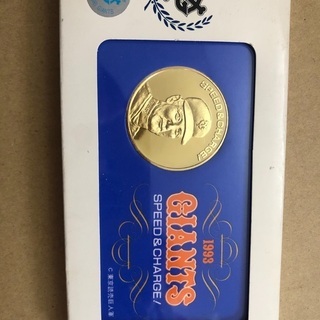 SPEED & CHARGE!
1993
GIANTS
SPEED & CHARGE!